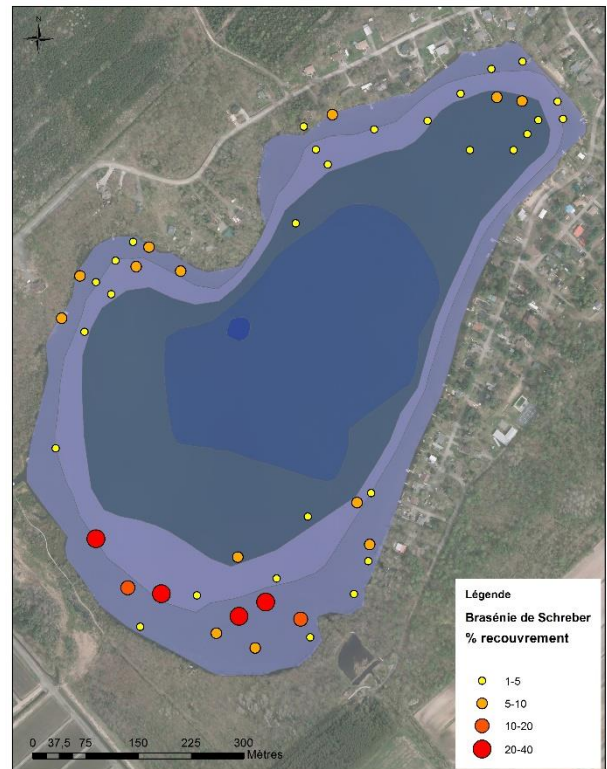 N
Légende
Brasénie de Schreber
% recouvrement
1-5
5-10
10-20
20-40
0 37,5 75 150 225 300
Mètres